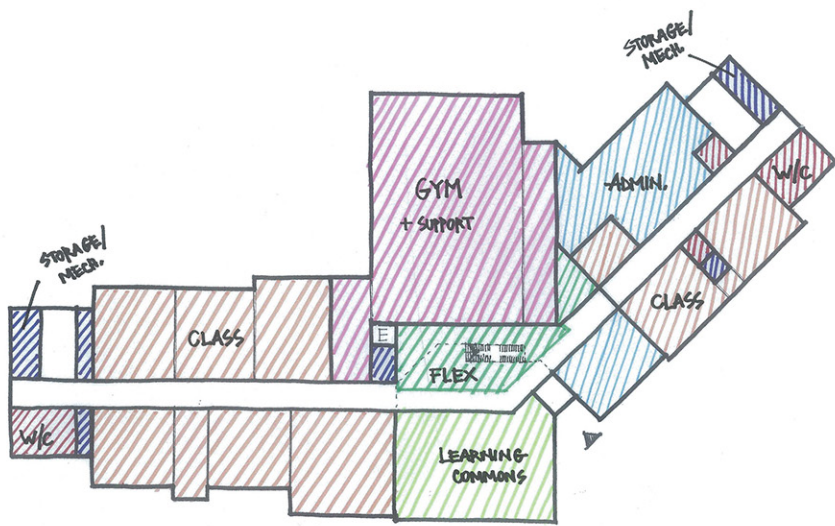 STORAGE/
MECH.
GYM
+ SUPPORT
ADMIN.
W/C
STORAGE/
MECH.
CLASS
CLASS
E
FLEX
W/C
LEARNING
COMMONS